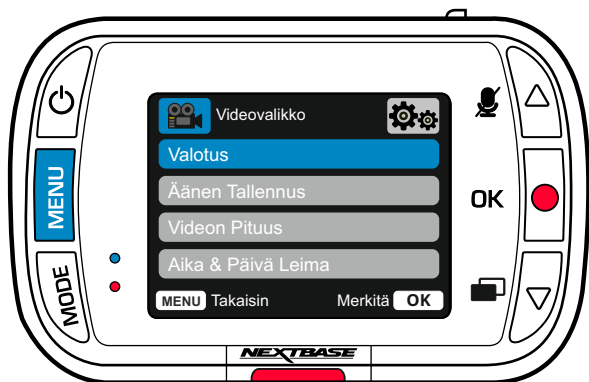 Videovalikko
Valotus
Äänen Tallennus
Videon Pituus
Aika & Päivä Leima
MENU Takaisin Merkitä OK
MENU
MODE
OK
NEXTBASE